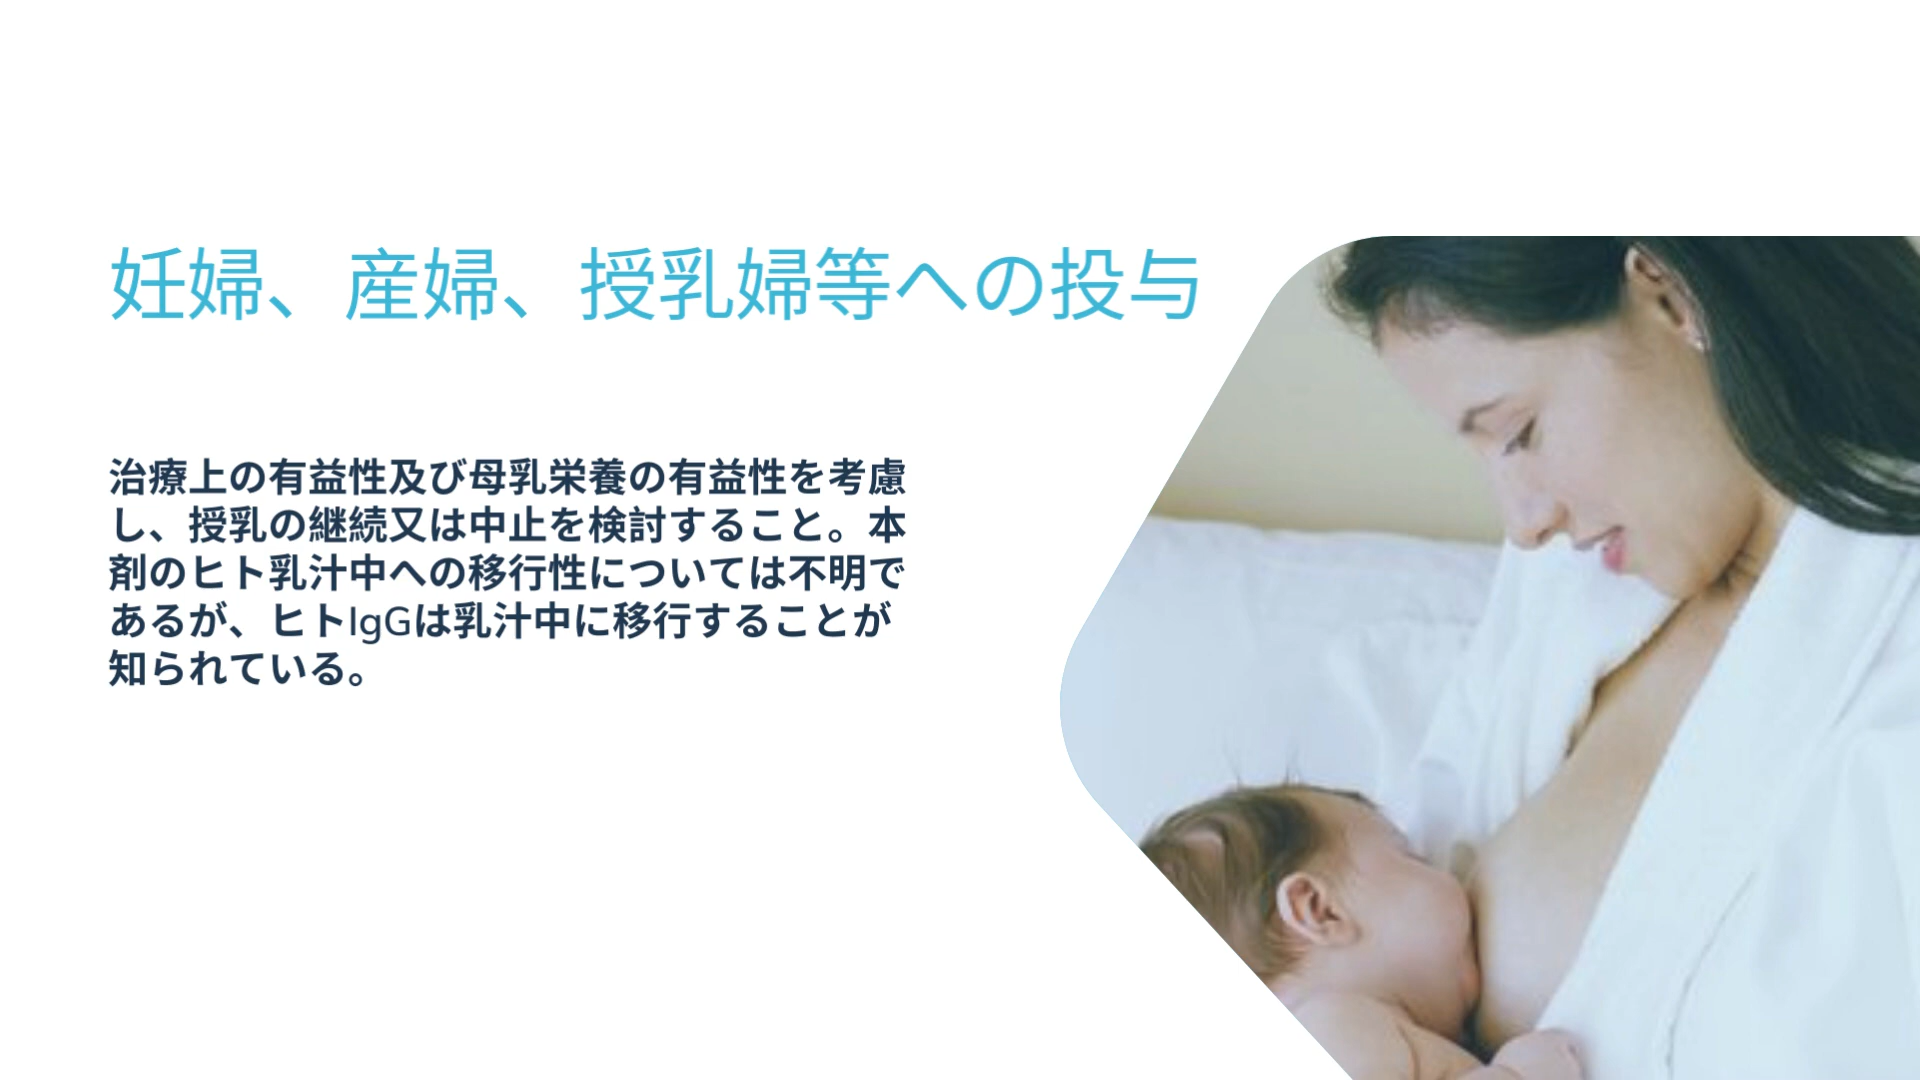 妊婦、産婦、授乳婦等への投与
治療上の有益性及び母乳栄養の有益性を考慮
し、授乳の継続又は中止を検討すること。本
剤のヒト乳汁中への移行性については不明で
あるが、ヒトIgGは乳汁中に移行することが
知られている。